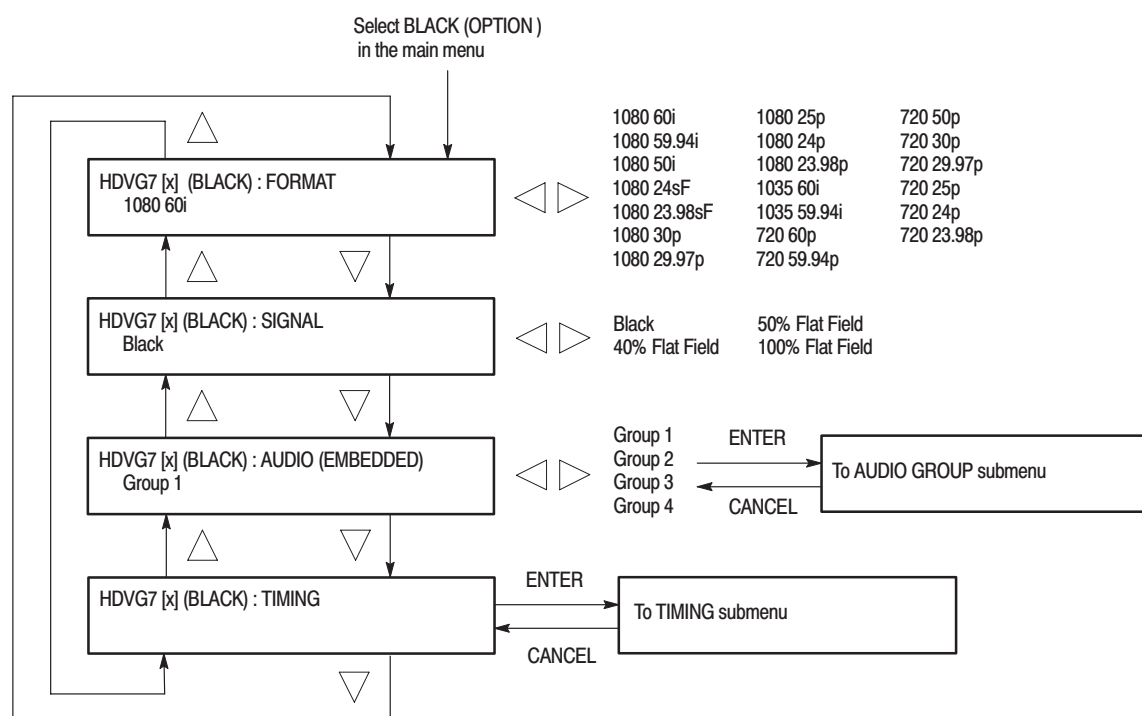 Select BLACK (OPTION )
in the main menu
HDVG7 [x] (BLACK) : FORMAT
1080 60i
1080 60i 1080 25p 720 50p
1080 59.94i 1080 24p 720 30p
1080 50i 1080 23.98p 720 29.97p
1080 24sF 1035 60i 720 25p
1080 23.98sF 1035 59.94i 720 24p
1080 30p 720 60p 720 23.98p
1080 29.97p 720 59.94p
HDVG7 [x] (BLACK) : SIGNAL
Black
Black 50% Flat Field
40% Flat Field 100% Flat Field
HDVG7 [x] (BLACK) : AUDIO (EMBEDDED)
Group 1
Group 1
Group 2
Group 3
Group 4
ENTER
CANCEL
To AUDIO GROUP submenu
HDVG7 [x] (BLACK) : TIMING
ENTER
CANCEL
To TIMING submenu